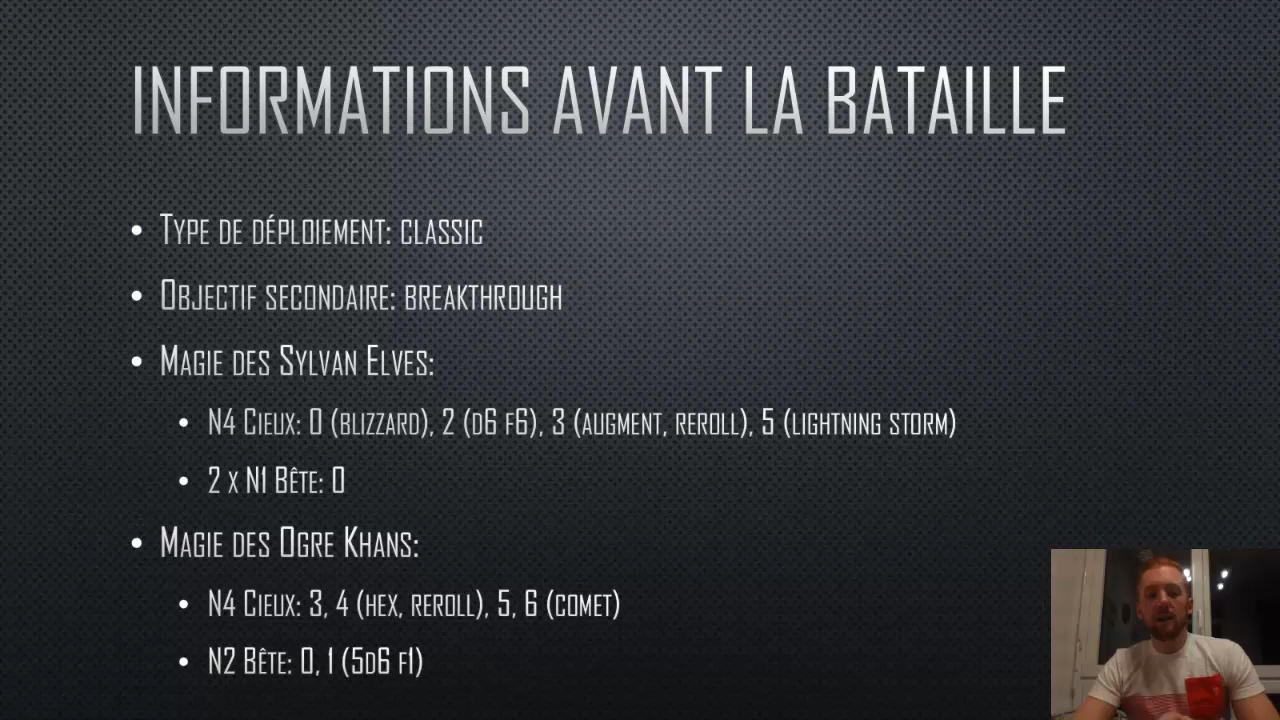 INFORMATIONS AVANT LA BATAILLE
• TYPE DE DÉPLOIEMENT: CLASSIC
• OBJECTIF SECONDAIRE: BREAKTHROUGH
• MAGIE DES SYLVAN ELVES:
• N4 CIEUX: 0 (BLIZZARD), 2 (D6 F6), 3 (AUGMENT, REROLL), 5 (LIGHTNING STORM)
• 2 X N1 BÊTE: 0
• MAGIE DES OGRE KHANS:
• N4 CIEUX: 3, 4 (HEX, REROLL), 5, 6 (COMET)
• N2 BÊTE: 0, 1 (5D6 F1)